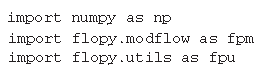 import numpy as np
import flopy.modflow as fpm
import flopy.utils as fpu